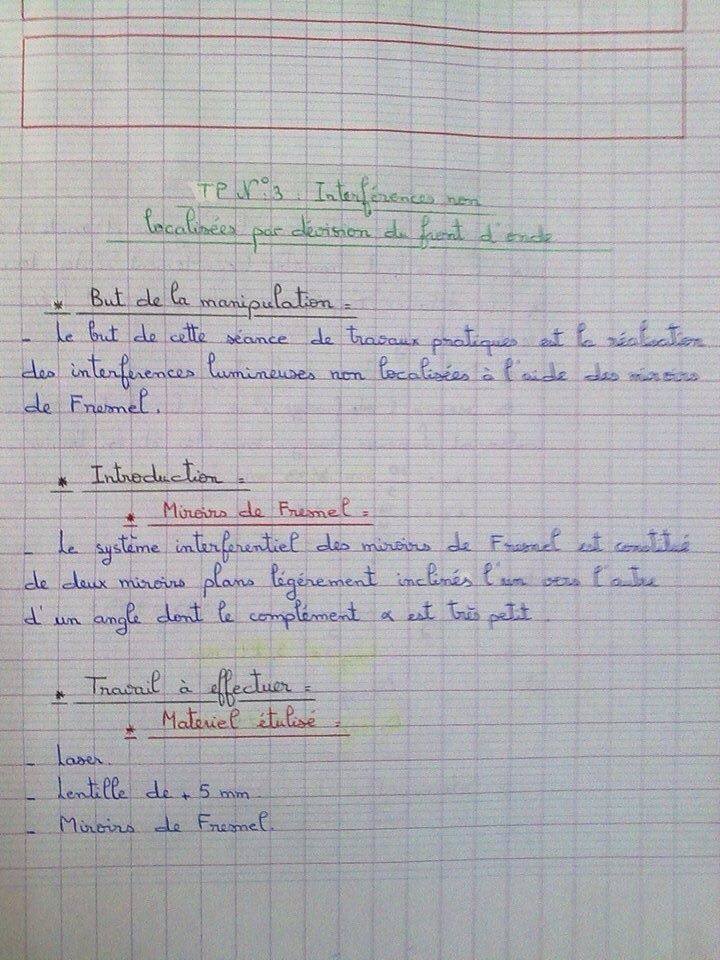 TP N°:3 : Interférences non
localisées par division du front d'onde
* But de la manipulation =
- Le but de cette séance de travaux pratiques est la réalisation
des interferences lumineuses non localisées à l'aide des miroirs
de Fresnel.
* Introduction =
* Miroirs de Fresnel =
- Le système interferentiel des miroirs de Fresnel est constitué
de deux miroirs plans légérement inclinés l'un vers l'autre
d'un angle dont le complément α est très petit.
* Travail à effectuer =
* Materiel étulisé =
- Laser.
- Lentille de + 5 mm.
- Miroirs de Fresnel.